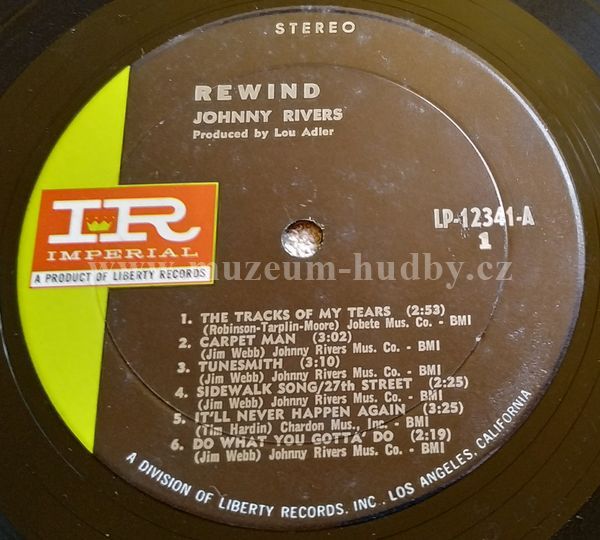 STEREO
REWIND
JOHNNY RIVERS
Produced by Lou Adler
IR
IMPERIAL
A PRODUCT OF LIBERTY RECORDS
LP-12341-A
1
www.muzeum-hudby.cz
1. THE TRACKS OF MY TEARS (2:53)
(Robinson-Tarplin-Moore) Jobete Mus. Co. - BMI
2. CARPET MAN (3:02)
(Jim Webb) Johnny Rivers Mus. Co. - BMI
3. TUNESMITH (3:10)
(Jim Webb) Johnny Rivers Mus. Co. - BMI
4. SIDEWALK SONG/27th STREET (2:25)
(Jim Webb) Johnny Rivers Mus. Co. - BMI
5. IT'LL NEVER HAPPEN AGAIN (3:25)
(Tim Hardin) Chardon Mus., Inc. - BMI
6. DO WHAT YOU GOTTA' DO (2:19)
(Jim Webb) Johnny Rivers Mus. Co. - BMI
A DIVISION OF LIBERTY RECORDS, INC., LOS ANGELES, CALIFORNIA